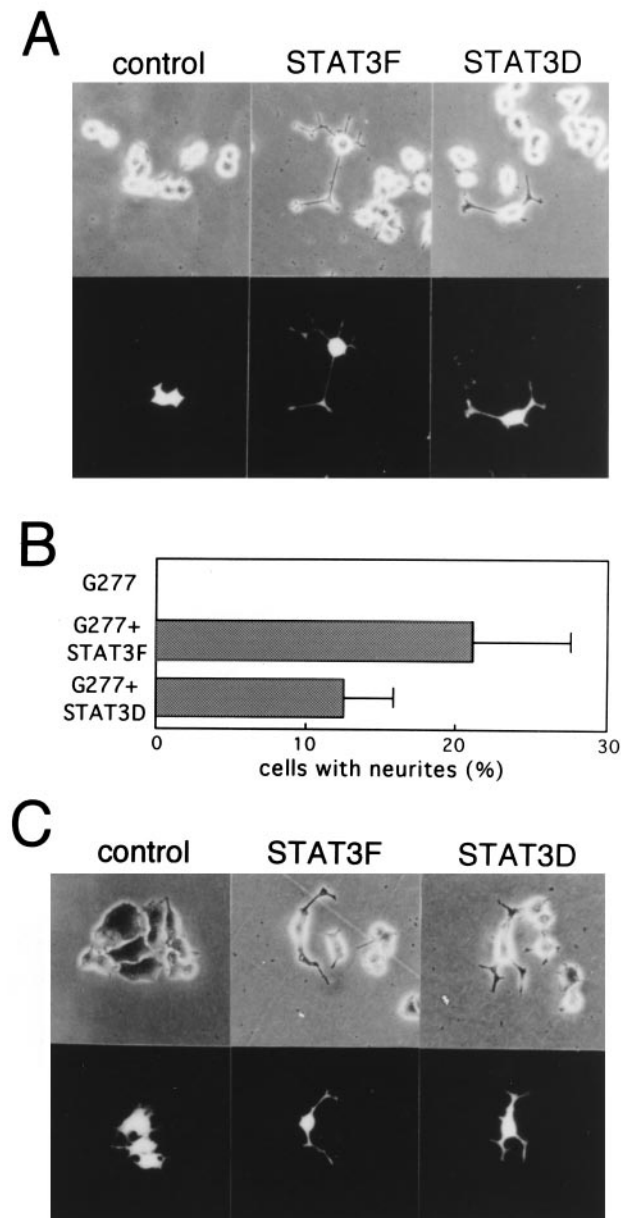 A
control STAT3F STAT3D
B
G277
G277+
STAT3F
G277+
STAT3D
0 10 20 30
cells with neurites (%)
C
control STAT3F STAT3D